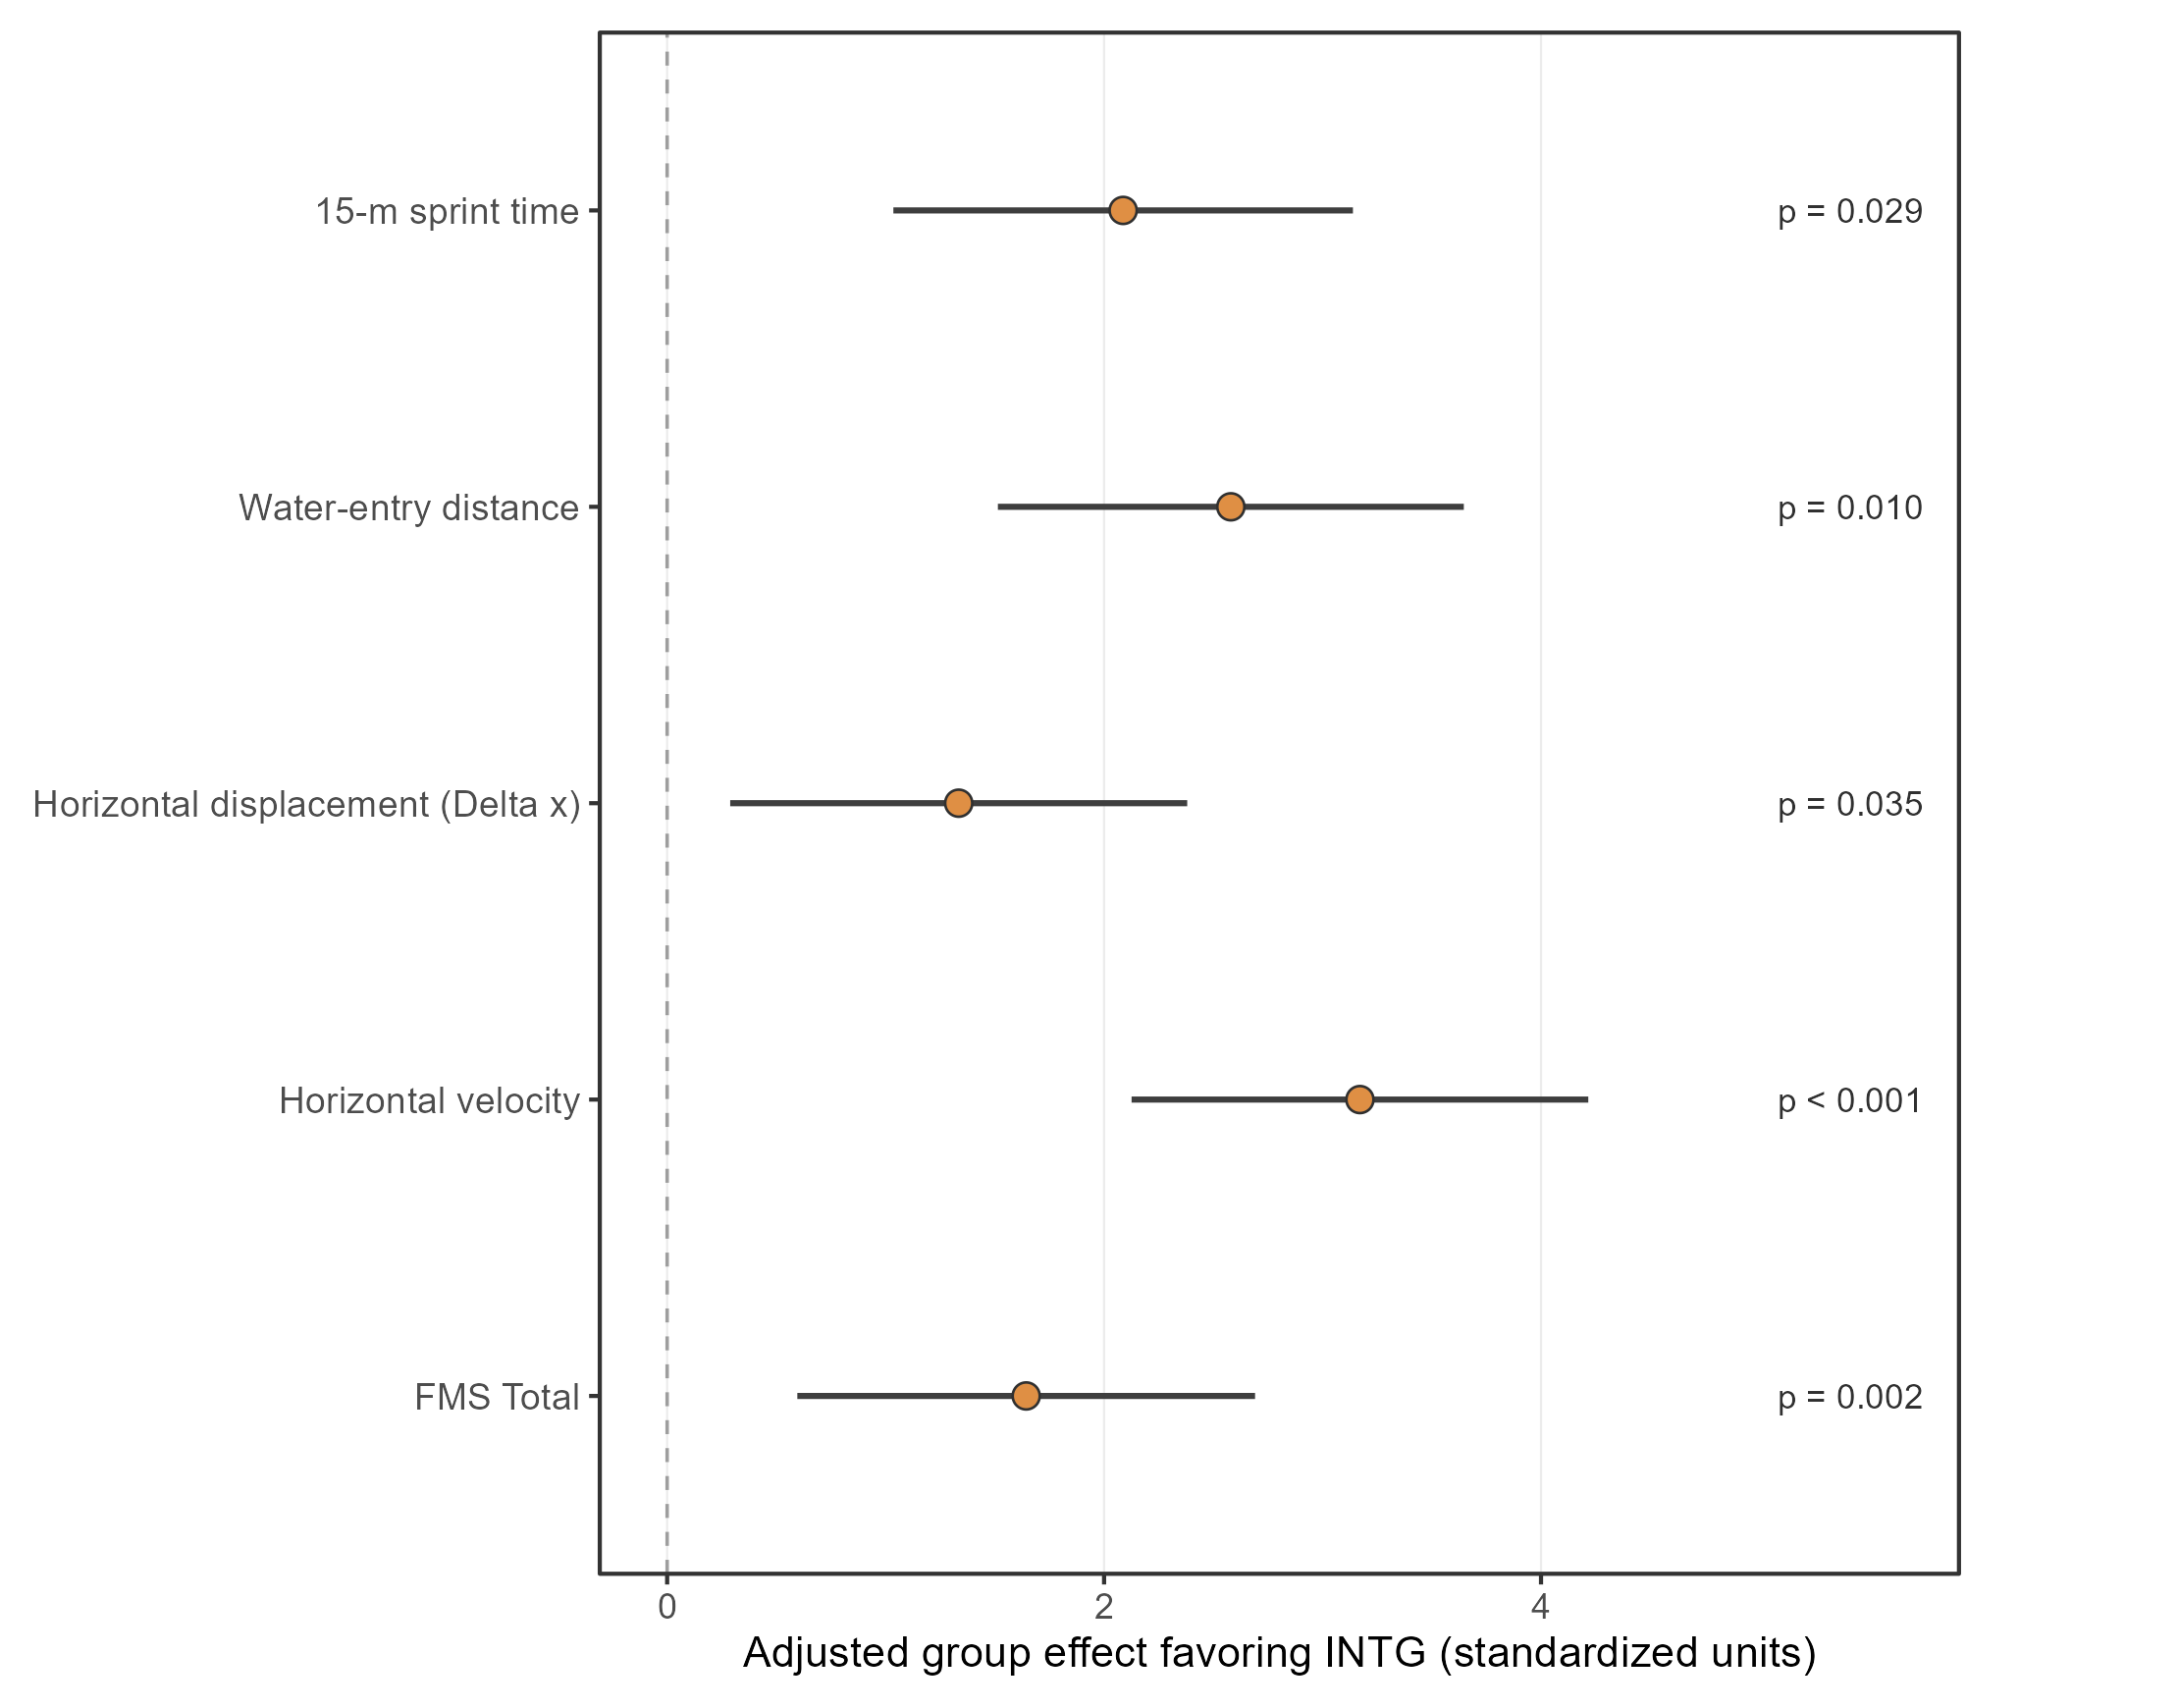 15-m sprint time p = 0.029
Water-entry distance p = 0.010
Horizontal displacement (Delta x) p = 0.035
Horizontal velocity p < 0.001
FMS Total p = 0.002
0 2 4
Adjusted group effect favoring INTG (standardized units)